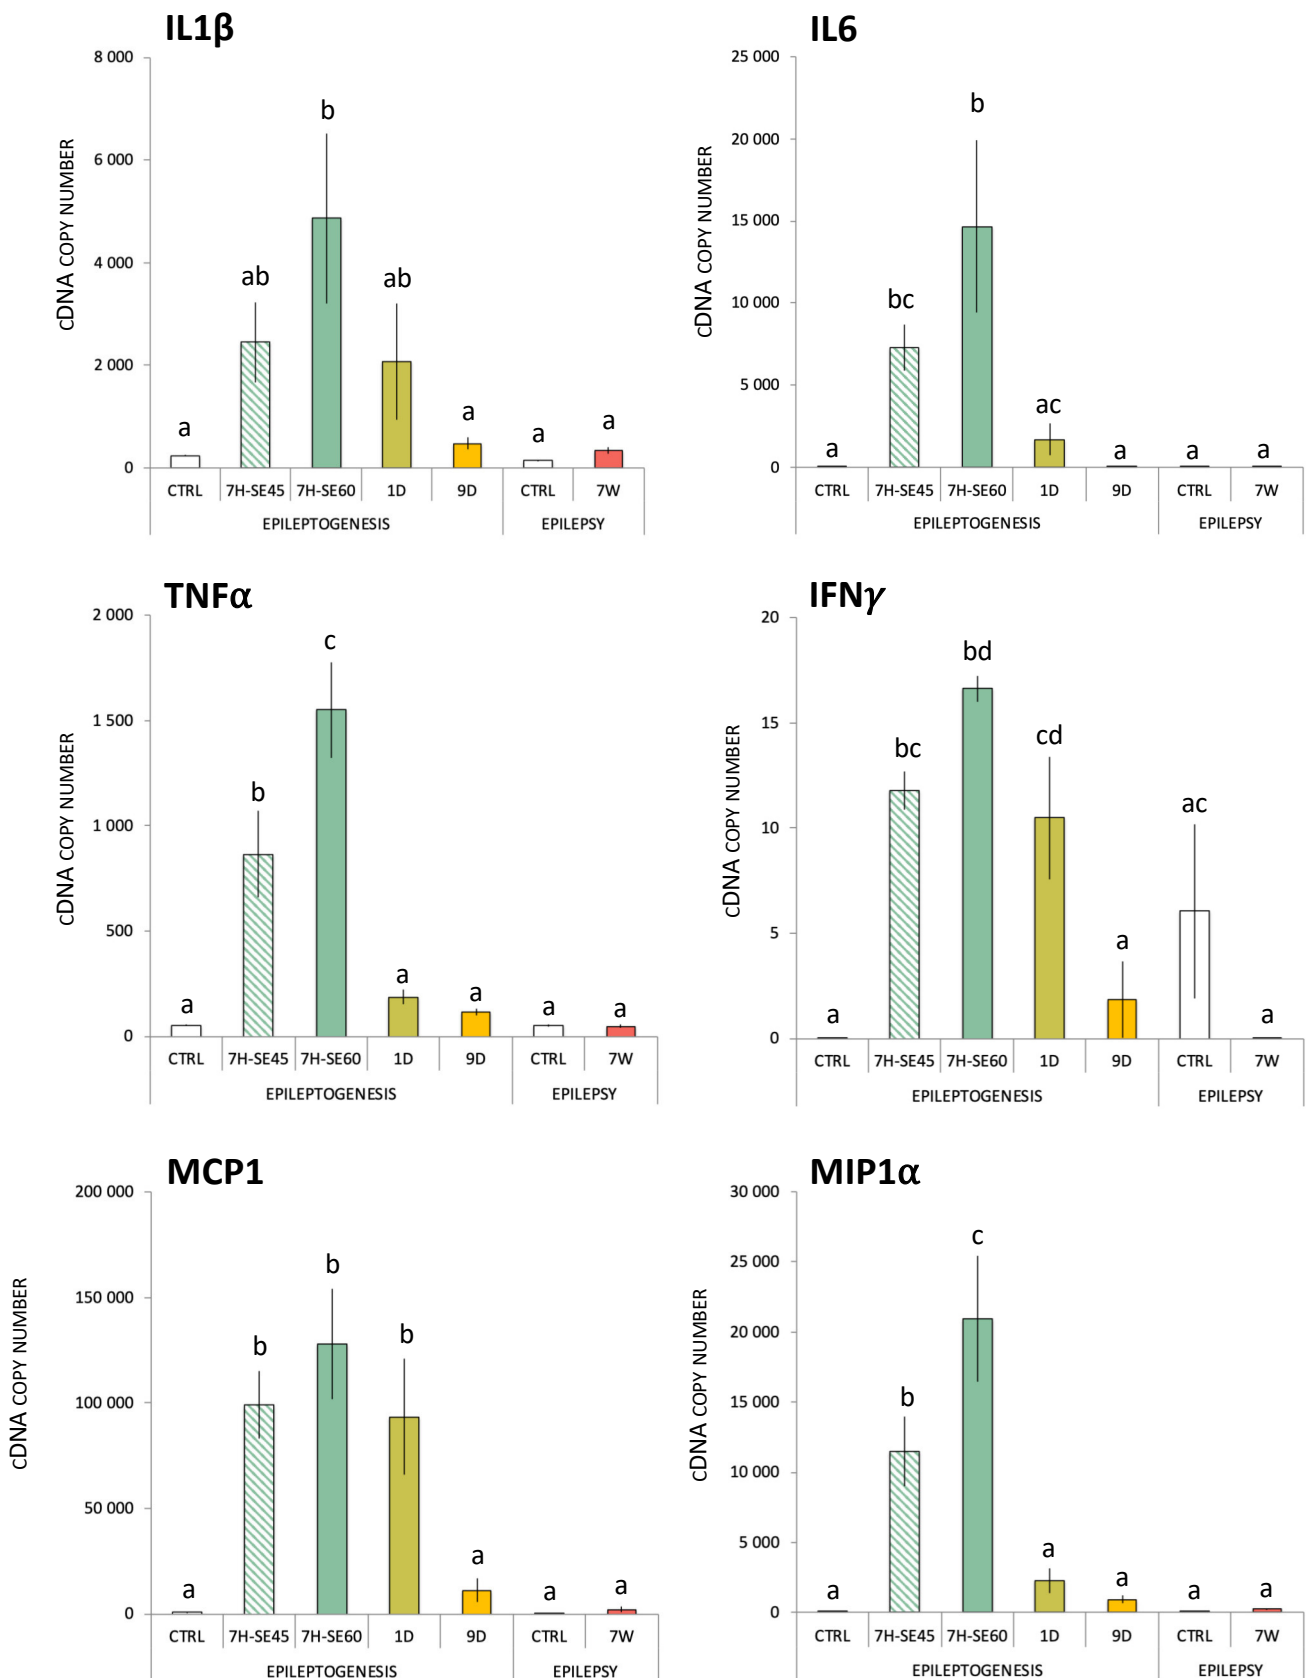 IL1β
8 000
6 000
4 000
2 000
0
cDNA COPY NUMBER
a
ab
b
ab
a
a
a
CTRL 7H-SE45 7H-SE60 1D 9D CTRL 7W
EPILEPTOGENESIS EPILEPSY
IL6
25 000
20 000
15 000
10 000
5 000
0
cDNA COPY NUMBER
a
bc
b
ac
a
a
a
CTRL 7H-SE45 7H-SE60 1D 9D CTRL 7W
EPILEPTOGENESIS EPILEPSY
TNFα
2 000
1 500
1 000
500
0
cDNA COPY NUMBER
a
b
c
a
a
a
a
CTRL 7H-SE45 7H-SE60 1D 9D CTRL 7W
EPILEPTOGENESIS EPILEPSY
IFNγ
20
15
10
5
0
cDNA COPY NUMBER
a
bc
bd
cd
a
ac
a
CTRL 7H-SE45 7H-SE60 1D 9D CTRL 7W
EPILEPTOGENESIS EPILEPSY
MCP1
200 000
150 000
100 000
50 000
0
cDNA COPY NUMBER
a
b
b
b
a
a
a
CTRL 7H-SE45 7H-SE60 1D 9D CTRL 7W
EPILEPTOGENESIS EPILEPSY
MIP1α
30 000
25 000
20 000
15 000
10 000
5 000
0
cDNA COPY NUMBER
a
b
c
a
a
a
a
CTRL 7H-SE45 7H-SE60 1D 9D CTRL 7W
EPILEPTOGENESIS EPILEPSY